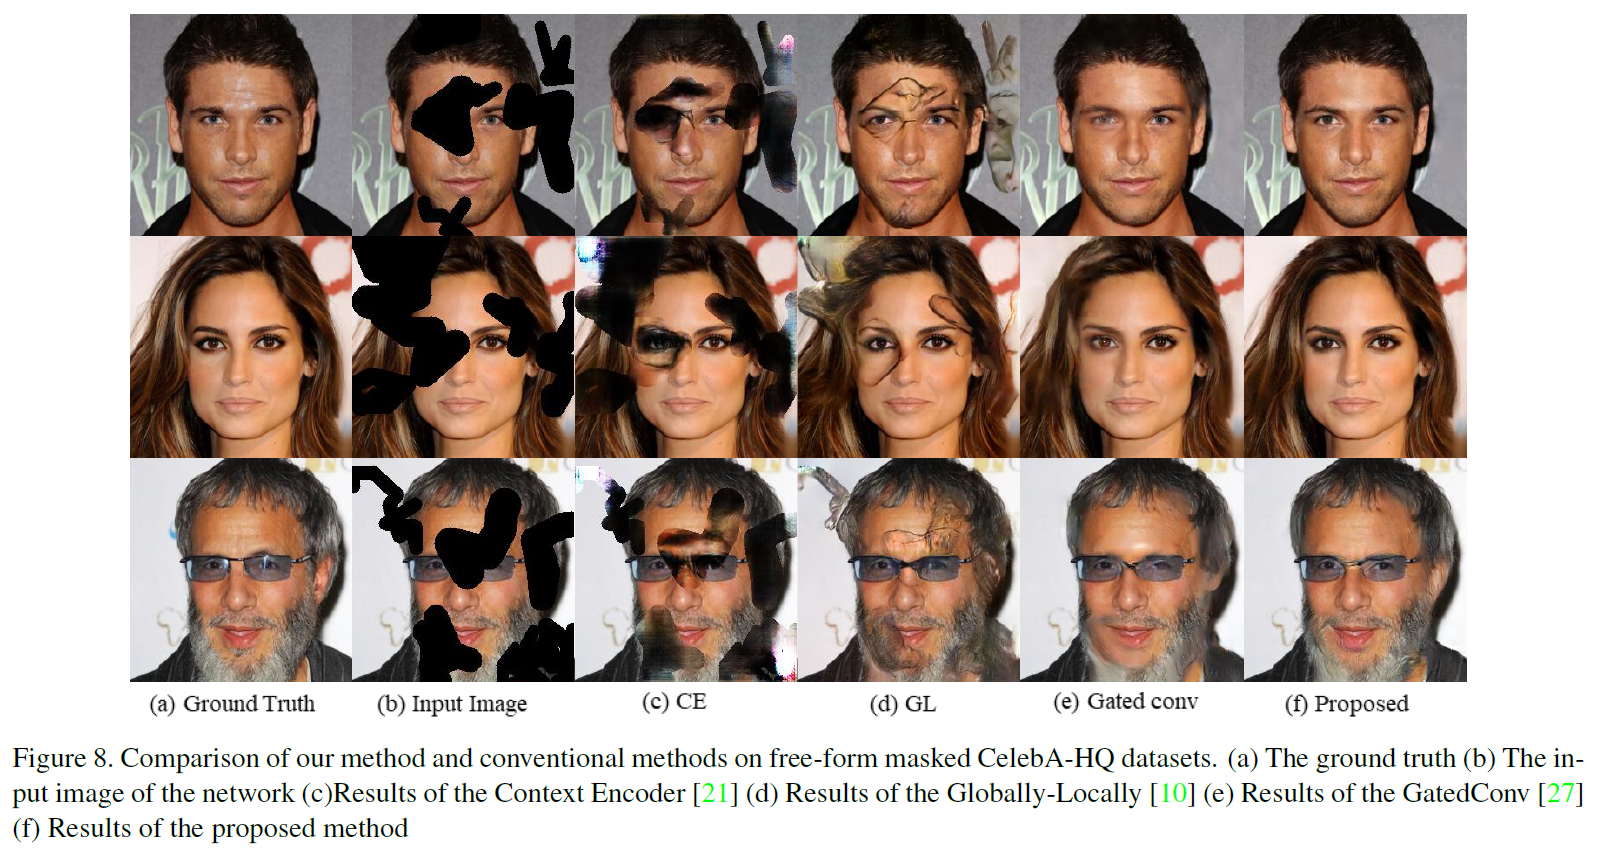 (a) Ground Truth (b) Input Image (c) CE (d) GL (e) Gated conv (f) Proposed
Figure 8. Comparison of our method and conventional methods on free-form masked CelebA-HQ datasets. (a) The ground truth (b) The in-
put image of the network (c)Results of the Context Encoder [21] (d) Results of the Globally-Locally [10] (e) Results of the GatedConv [27]
(f) Results of the proposed method